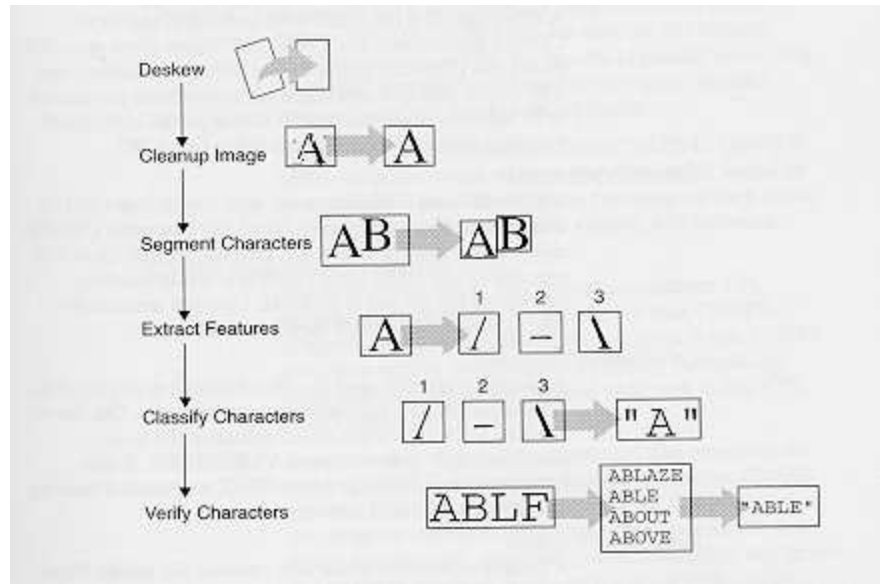 Deskew
Cleanup Image
A A
Segment Characters
AB AB
1 2 3
Extract Features
A / – \
1 2 3
Classify Characters
/ – \ "A"
Verify Characters
ABLF
ABLAZE
ABLE
ABOUT
ABOVE
"ABLE"